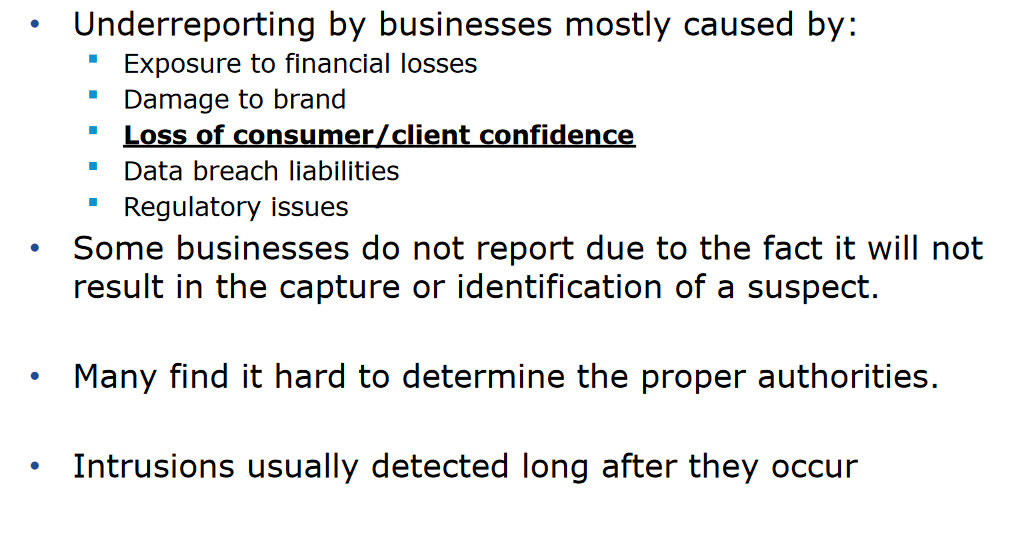 • Underreporting by businesses mostly caused by:
▪ Exposure to financial losses
▪ Damage to brand
▪ Loss of consumer/client confidence
▪ Data breach liabilities
▪ Regulatory issues
• Some businesses do not report due to the fact it will not
result in the capture or identification of a suspect.
• Many find it hard to determine the proper authorities.
• Intrusions usually detected long after they occur